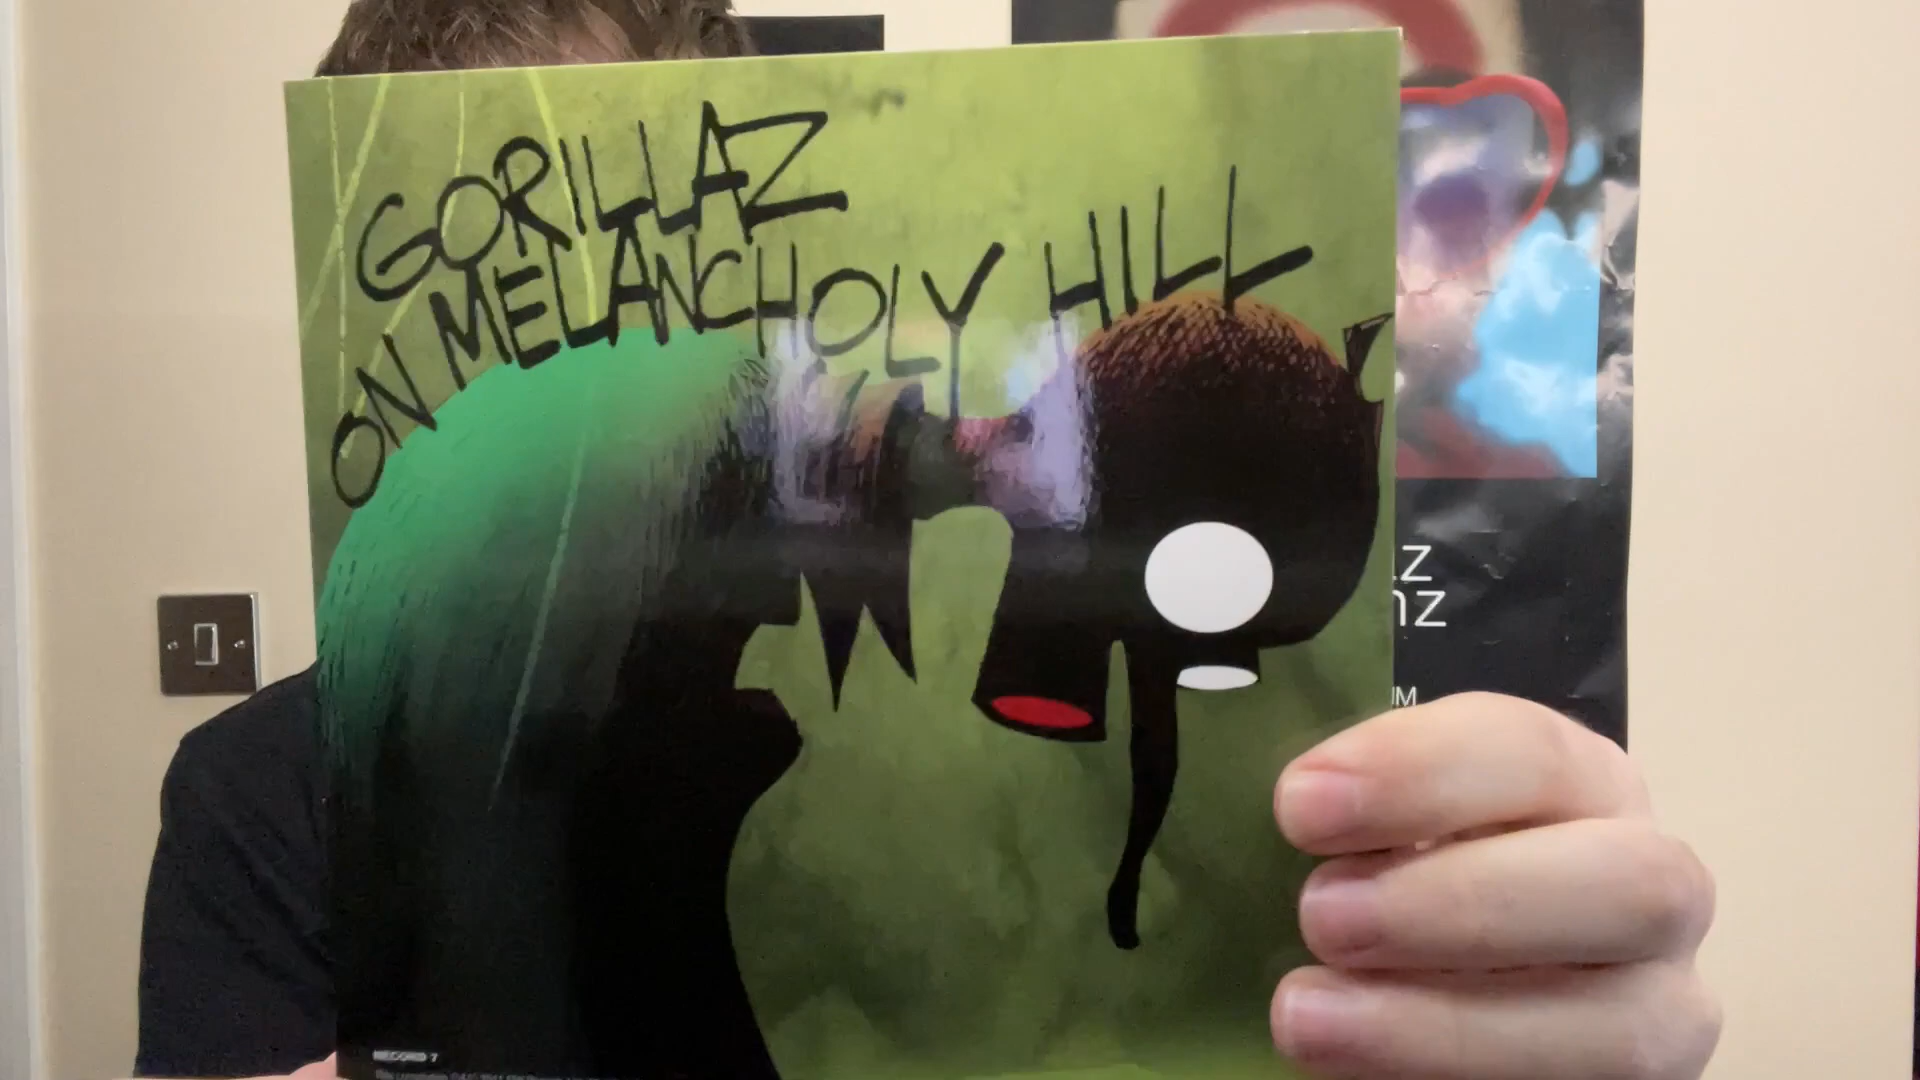 GORILLAZ
ON MELANCHOLY HILL
LZ
nz
UM
RECORD 7